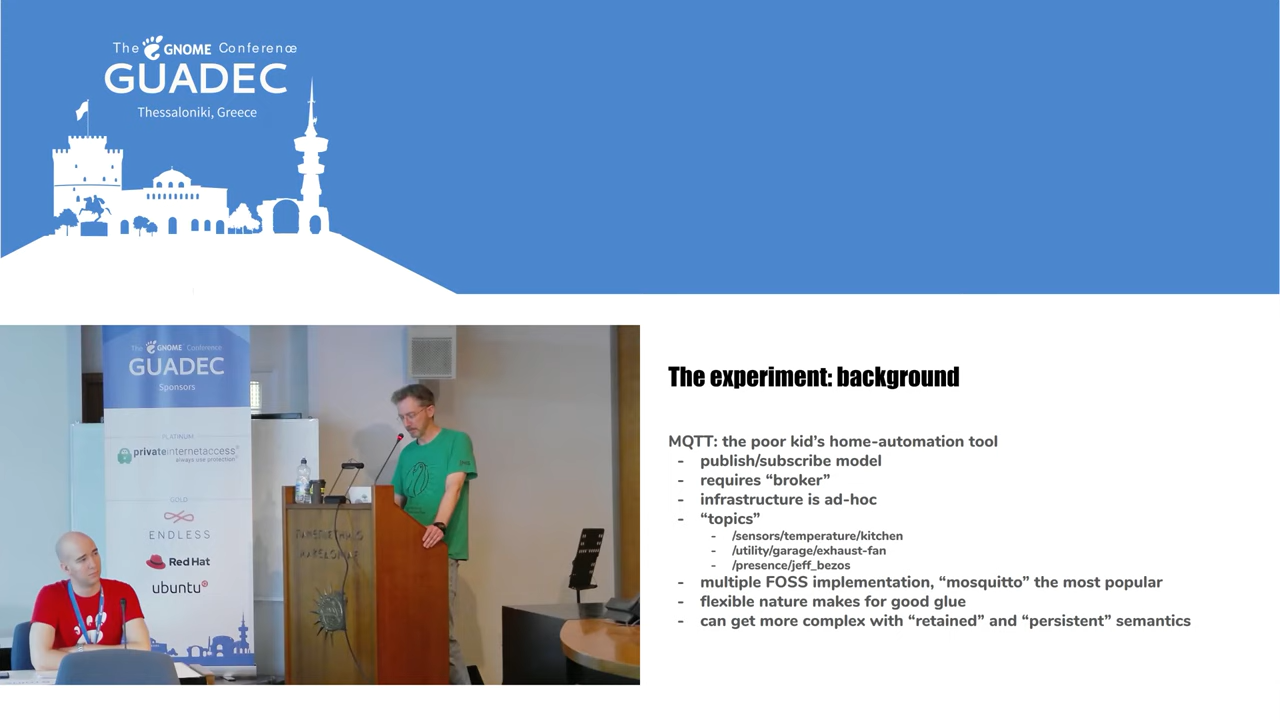 The GNOME Conference
GUADEC
Thessaloniki, Greece
The GNOME Conference
GUADEC
Sponsors
PLATINUM
privateinternetaccess
always use protection
GOLD
ENDLESS
Red Hat
ubuntu
The experiment: background
MQTT: the poor kid’s home-automation tool
- publish/subscribe model
- requires “broker”
- infrastructure is ad-hoc
- “topics”
- /sensors/temperature/kitchen
- /utility/garage/exhaust-fan
- /presence/jeff_bezos
- multiple FOSS implementation, “mosquitto” the most popular
- flexible nature makes for good glue
- can get more complex with “retained” and “persistent” semantics